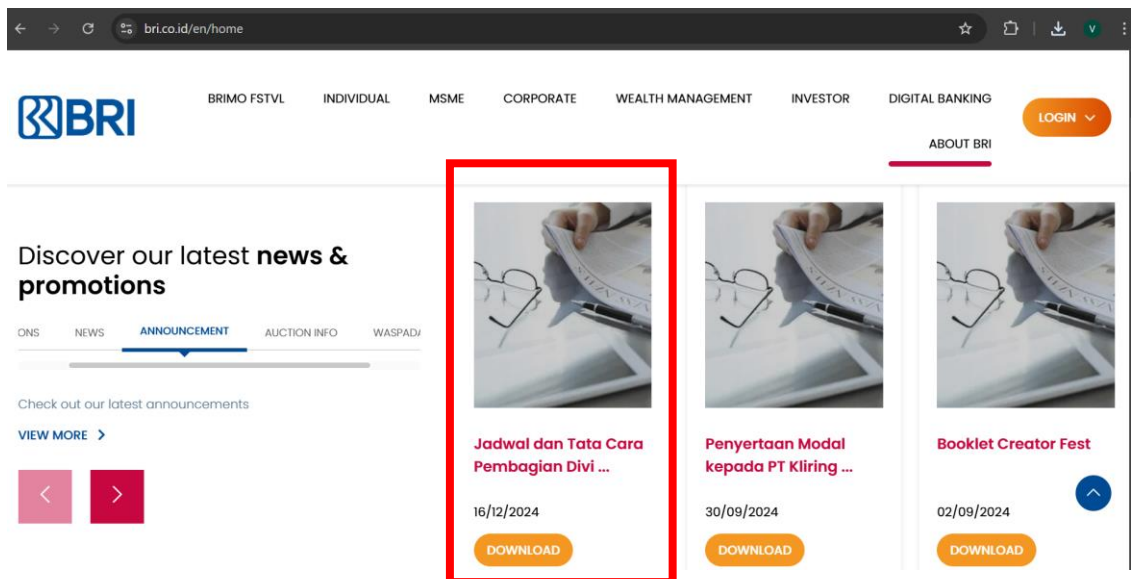 bri.co.id/en/home
V
BRI
BRIMO FSTVL INDIVIDUAL MSME CORPORATE WEALTH MANAGEMENT INVESTOR DIGITAL BANKING
ABOUT BRI
LOGIN
Discover our latest news &
promotions
ONS NEWS ANNOUNCEMENT AUCTION INFO WASPADA
Check out our latest announcements
VIEW MORE
Jadwal dan Tata Cara
Pembagian Divi ...
16/12/2024
DOWNLOAD
Penyertaan Modal
kepada PT Kliring ...
30/09/2024
DOWNLOAD
Booklet Creator Fest
02/09/2024
DOWNLOAD